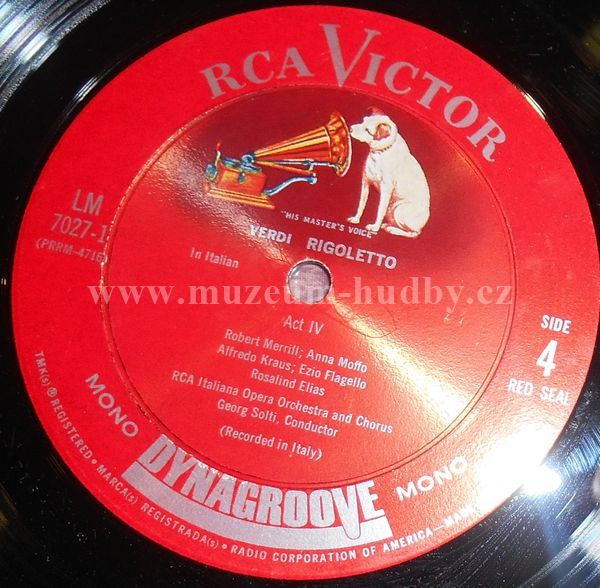 RCA VICTOR
"HIS MASTER'S VOICE"
VERDI RIGOLETTO
LM
7027-1
(PRRM-4716)
In Italian
www.muzeum-hudby.cz
Act IV
SIDE
4
RED SEAL
Robert Merrill; Anna Moffo
Alfredo Kraus; Ezio Flagello
Rosalind Elias
RCA Italiana Opera Orchestra and Chorus
Georg Solti, Conductor
(Recorded in Italy)
MONO DYNAGROOVE MONO
TMK(s) ® REGISTERED • MARCA(s) REGISTRADA(s) • RADIO CORPORATION OF AMERICA—